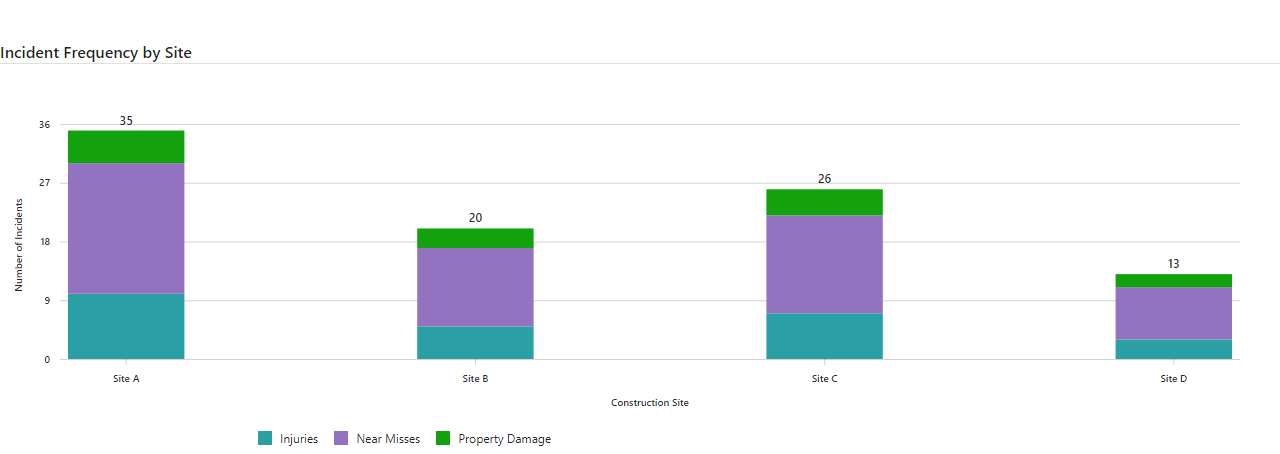 Incident Frequency by Site
35
36
26
27
20
18
13
9
0
Number of Incidents
Site A Site B Site C Site D
Construction Site
Injuries Near Misses Property Damage